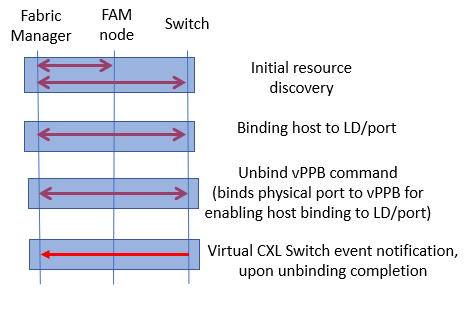 Fabric
Manager
FAM
node
Switch
Initial resource
discovery
Binding host to LD/port
Unbind vPPB command
(binds physical port to vPPB for
enabling host binding to LD/port)
Virtual CXL Switch event notification,
upon unbinding completion